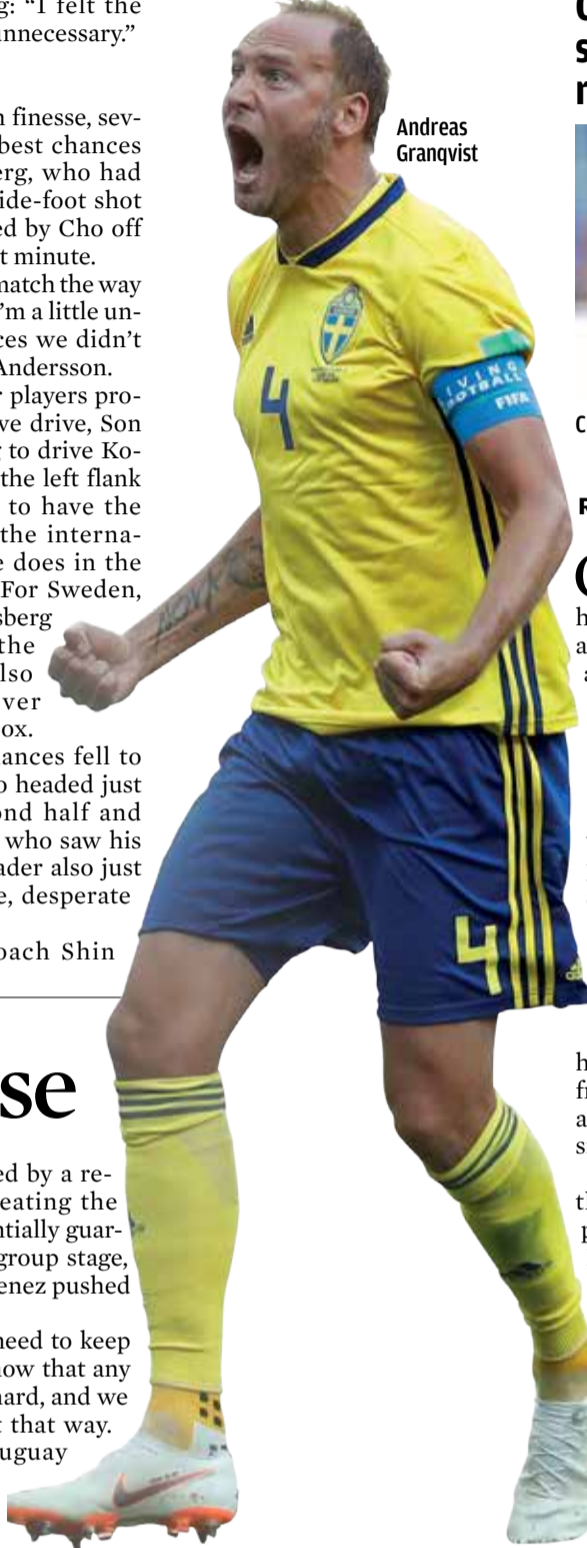 g: “I felt the
unnecessary.”
n finesse, sev-
best chances
erg, who had
ide-foot shot
ed by Cho off
t minute.
match the way
’m a little un-
ces we didn’t
Andersson.
r players pro-
ve drive, Son
g to drive Ko-
the left flank
to have the
the interna-
e does in the
For Sweden,
sberg
the
lso
ver
ox.
ances fell to
o headed just
ond half and
who saw his
ader also just
e, desperate
oach Shin
se
ed by a re-
eating the
ntially guar-
group stage,
enez pushed
need to keep
now that any
hard, and we
t that way.
uguay
Andreas
Granqvist
4
IVING
FOOTBALL
FIFA
4
s
r
R
h
a
a
h
a
s